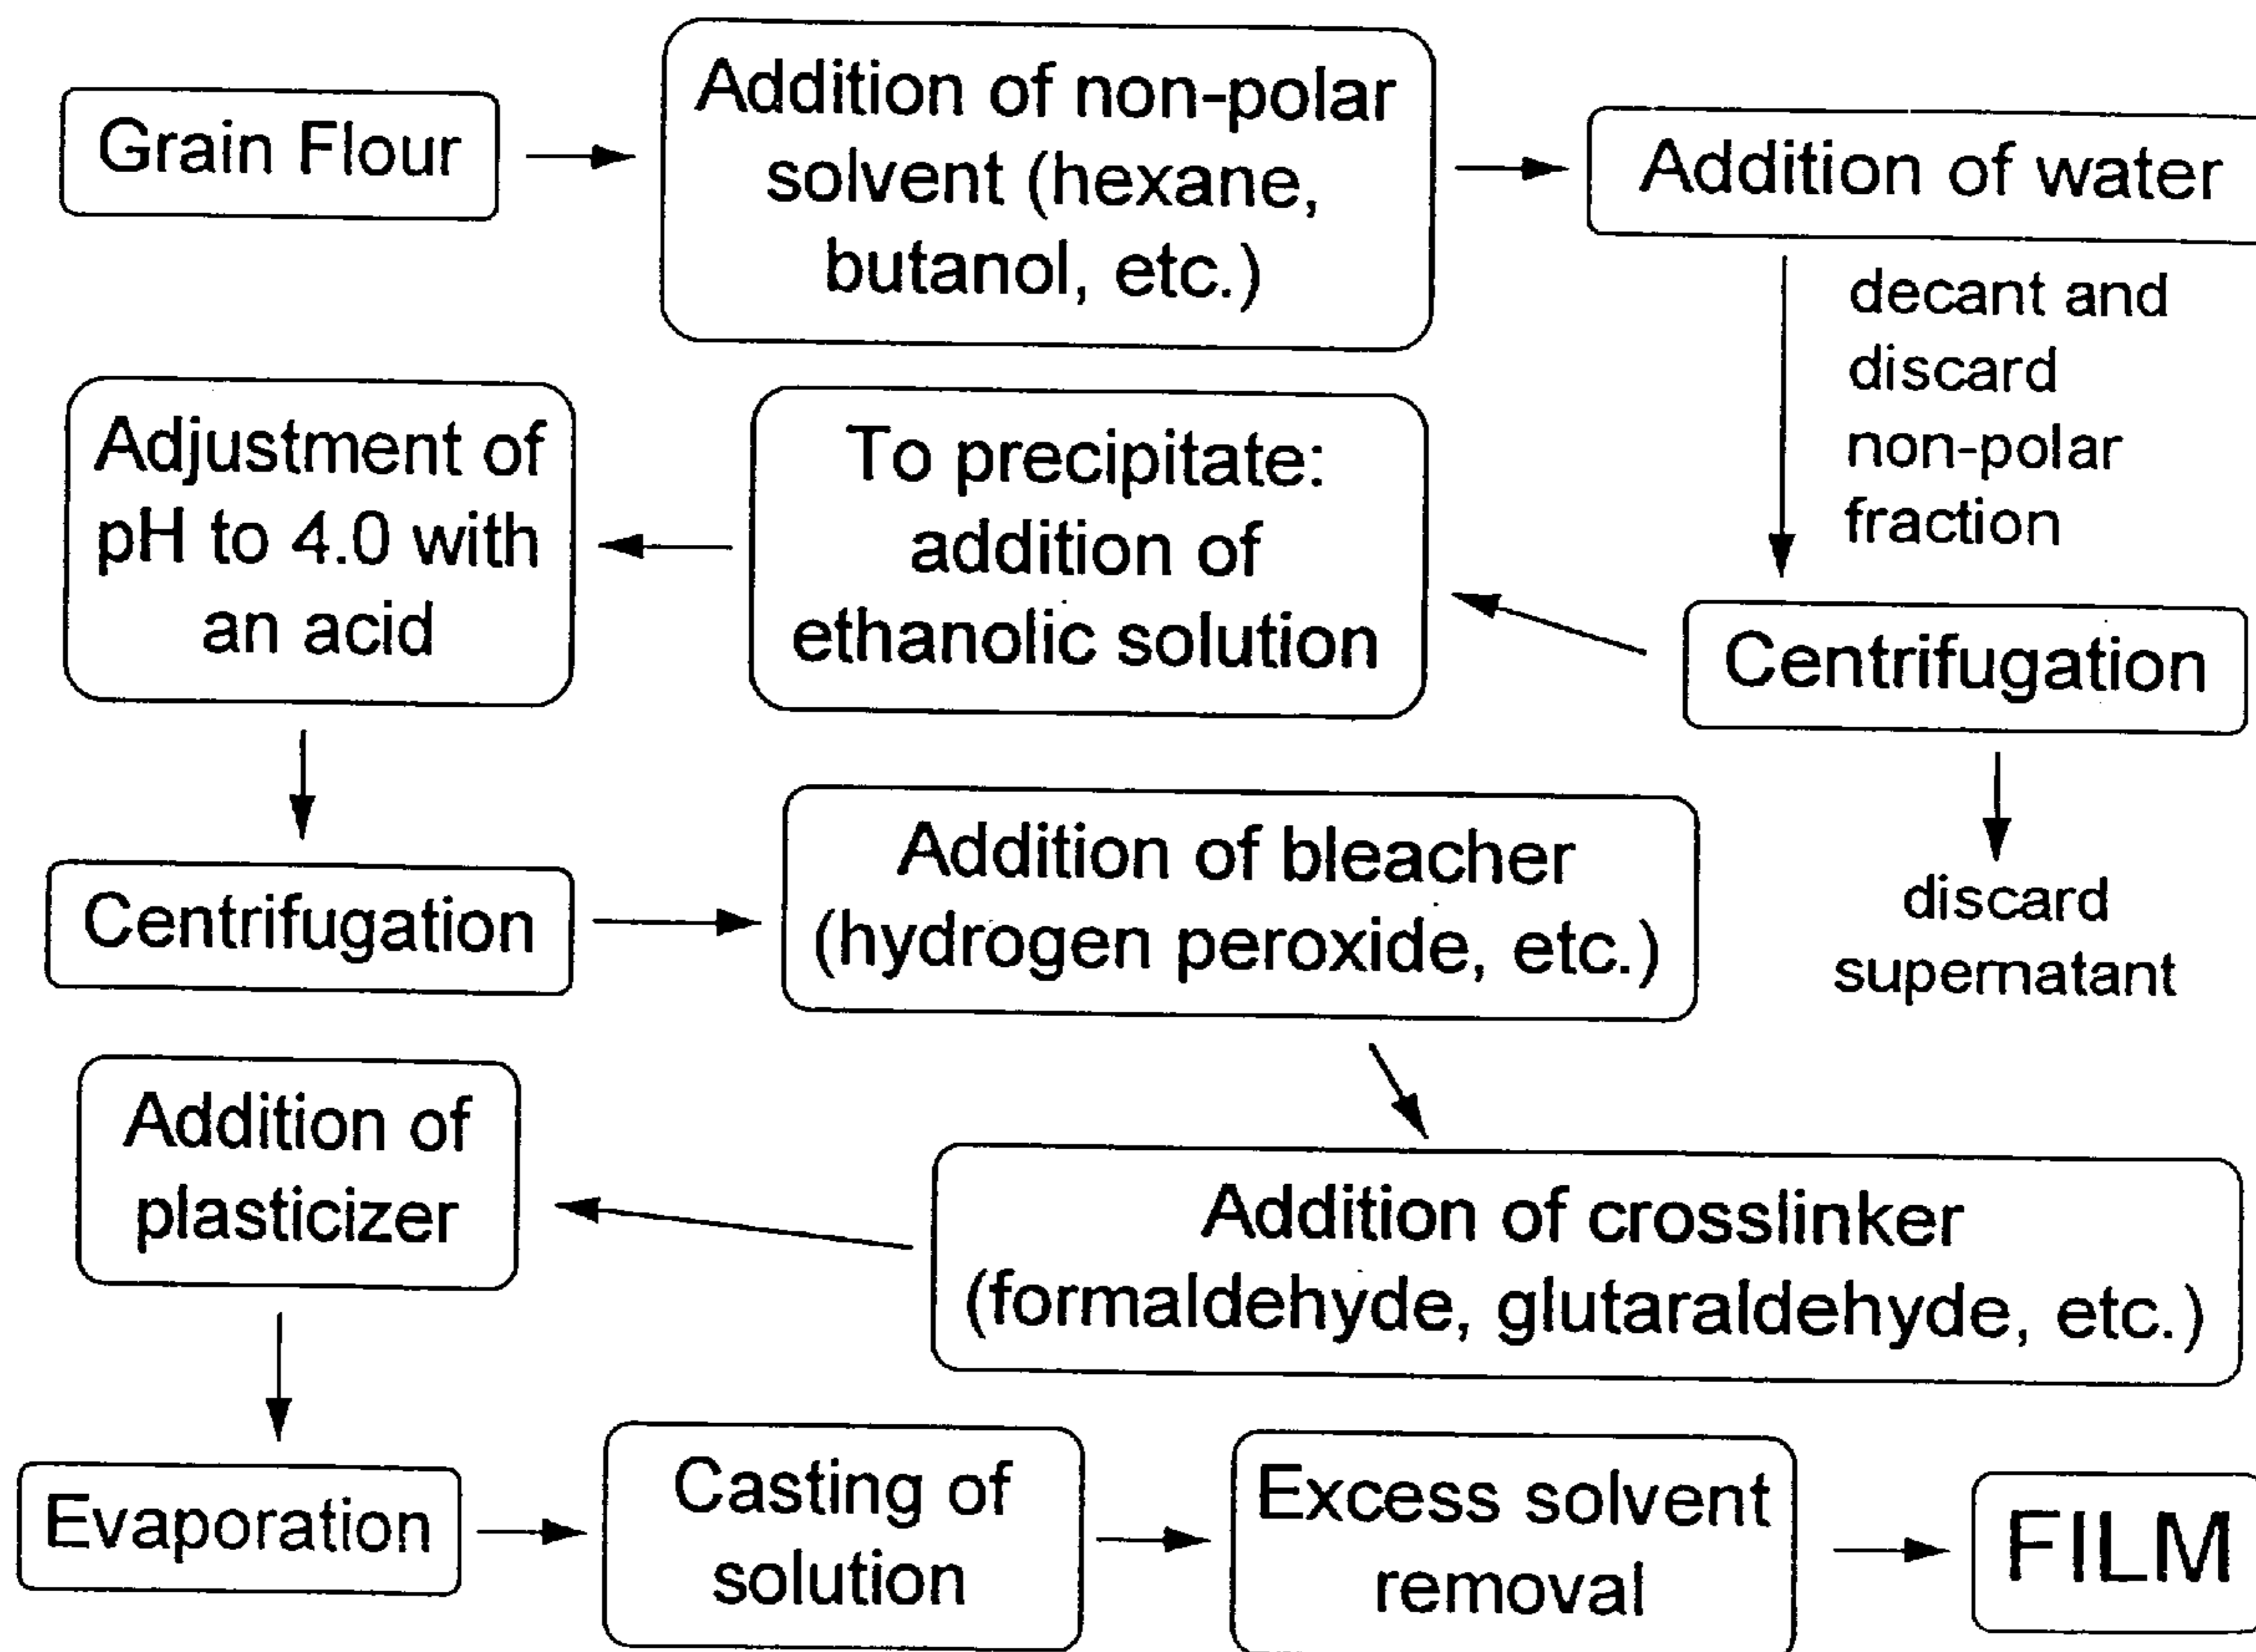 Grain Flour
Addition of non-polar
solvent (hexane,
butanol, etc.)
Addition of water
decant and
discard
non-polar
fraction
Centrifugation
discard
supernatant
To precipitate:
addition of
ethanolic solution
Adjustment of
pH to 4.0 with
an acid
Centrifugation
Addition of bleacher
(hydrogen peroxide, etc.)
Addition of crosslinker
(formaldehyde, glutaraldehyde, etc.)
Addition of
plasticizer
Evaporation
Casting of
solution
Excess solvent
removal
FILM